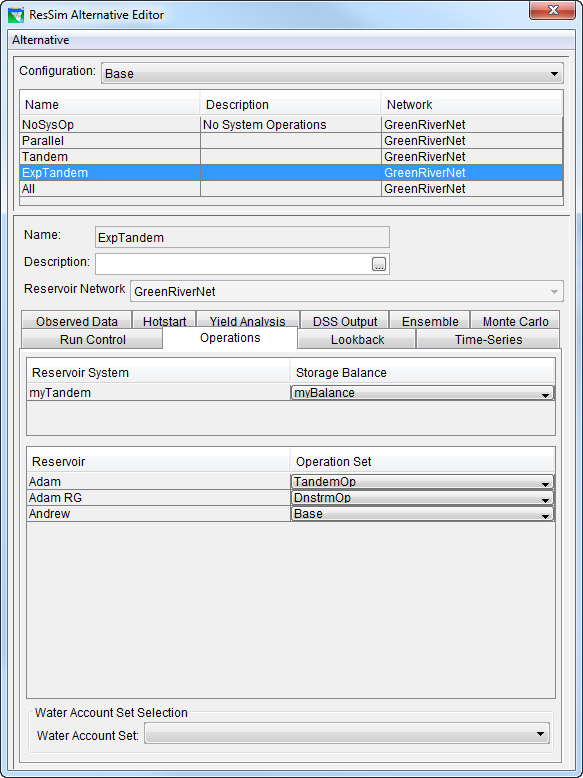 ResSim Alternative Editor
Alternative
Configuration: Base
Name Description Network
NoSysOp No System Operations GreenRiverNet
Parallel GreenRiverNet
Tandem GreenRiverNet
ExpTandem GreenRiverNet
All GreenRiverNet
Name: ExpTandem
Description: ...
Reservoir Network GreenRiverNet
Observed Data Hotstart Yield Analysis DSS Output Ensemble Monte Carlo
Run Control Operations Lookback Time-Series
Reservoir System Storage Balance
myTandem myBalance
Reservoir Operation Set
Adam TandemOp
Adam RG DnstrmOp
Andrew Base
Water Account Set Selection
Water Account Set: